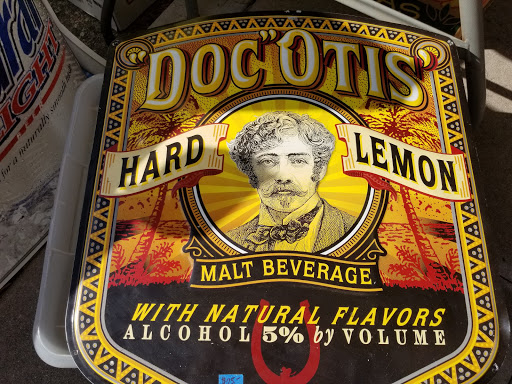 "DOC" OTIS'
HARD LEMON
MALT BEVERAGE
WITH NATURAL FLAVORS
ALCOHOL 5% by VOLUME